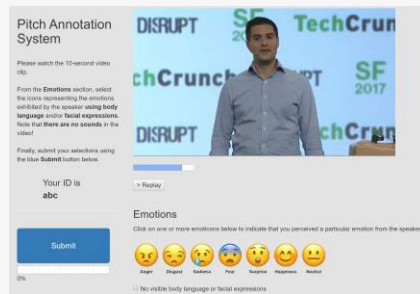 Pitch Annotation
System
Please watch the 10-second video
clip.
From the Emotions section, select
the icons representing the emotions
exhibited by the speaker using body
language and/or facial expressions.
Note that there are no sounds in the
video!
Finally, submit your selections using
the blue Submit button below.
Your ID is
abc
Submit
0%
DISRUPT
SF
TechCrun
chCrunch
PT
SF
2017
DISRUPT
chCrun
> Replay
Emotions
Click on one or more emoticons below to indicate that you perceived a particular emotion from the speaker
Anger Disgust Sadness Fear Surprise Happiness Neutral
No visible body language or facial expressions